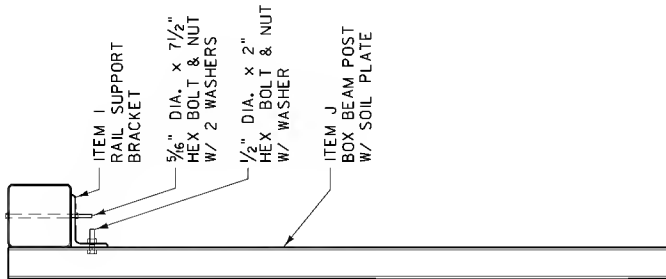 ITEM I
RAIL SUPPORT
BRACKET
5/16" DIA. x 7 1/2"
HEX BOLT & NUT
W/ 2 WASHERS
1/2" DIA. x 2"
HEX BOLT & NUT
W/ WASHER
ITEM J
BOX BEAM POST
W/ SOIL PLATE